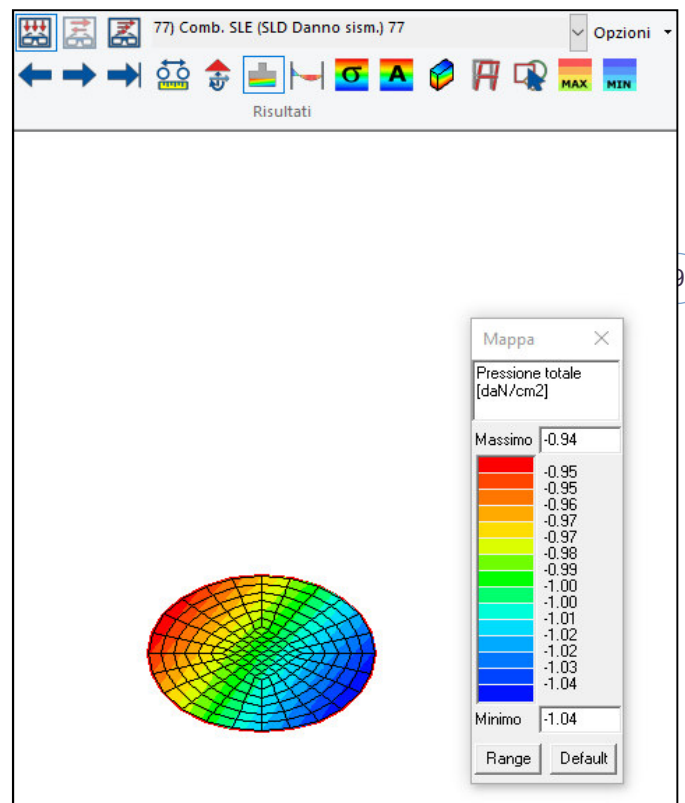 77) Comb. SLE (SLD Danno sism.) 77
Opzioni
σ A MAX MIN
Risultati
9
Mappa
Pressione totale
[daN/cm2]
Massimo -0.94
-0.95
-0.95
-0.96
-0.97
-0.97
-0.98
-0.99
-1.00
-1.00
-1.01
-1.02
-1.02
-1.03
-1.04
Minimo -1.04
Range Default